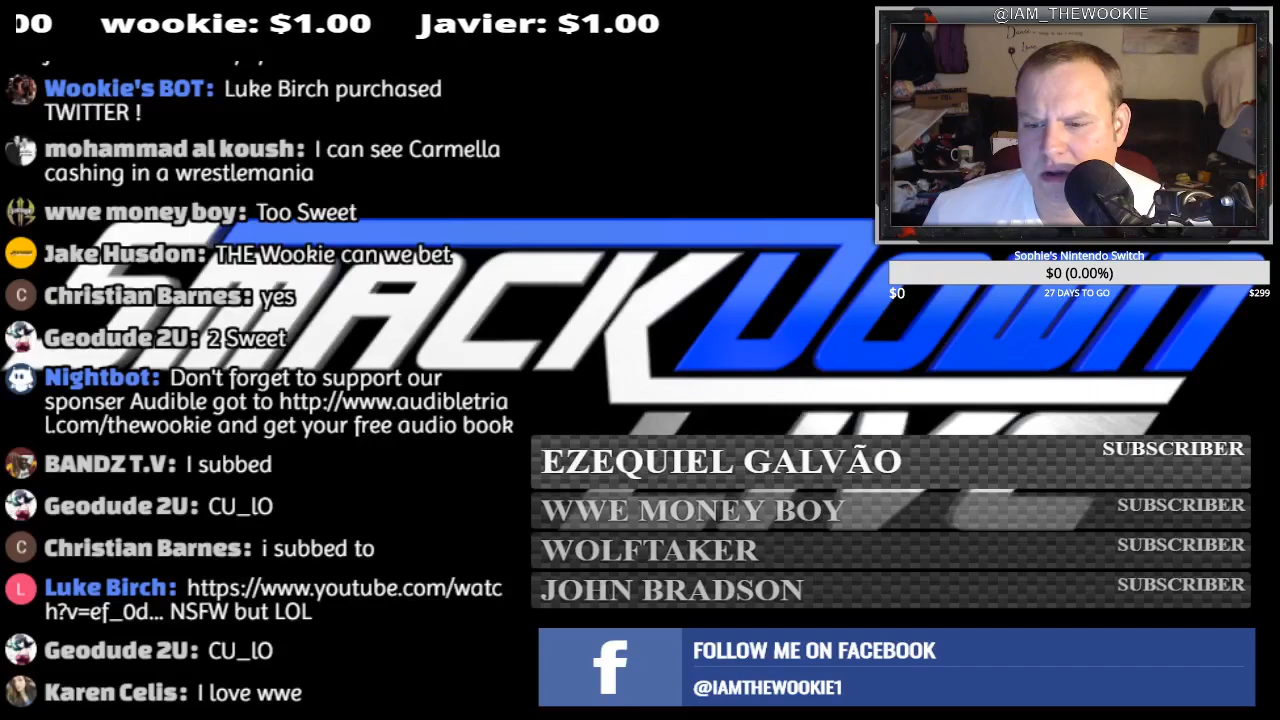 00 wookie: $1.00 Javier: $1.00
@IAM_THEWOOKIE
Wookie's BOT: Luke Birch purchased
TWITTER !
mohammad al koush: I can see Carmella
cashing in a wrestlemania
wwe money boy: Too Sweet
Jake Husdon: THE Wookie can we bet
Christian Barnes: yes
Geodude 2U: 2 Sweet
Nightbot: Don't forget to support our
sponser Audible got to http://www.audibletria
l.com/thewookie and get your free audio book
BANDZ T.V: I subbed
Geodude 2U: CU_lO
Christian Barnes: i subbed to
Luke Birch: https://www.youtube.com/watc
h?v=ef_0d... NSFW but LOL
Geodude 2U: CU_lO
Karen Celis: I love wwe
SMACKDOWN
LIVE
Sophie's Nintendo Switch
$0 (0.00%)
$0 27 DAYS TO GO $299
EZEQUIEL GALVÃO SUBSCRIBER
WWE MONEY BOY SUBSCRIBER
WOLFTAKER SUBSCRIBER
JOHN BRADSON SUBSCRIBER
f
FOLLOW ME ON FACEBOOK
@IAMTHEWOOKIE1